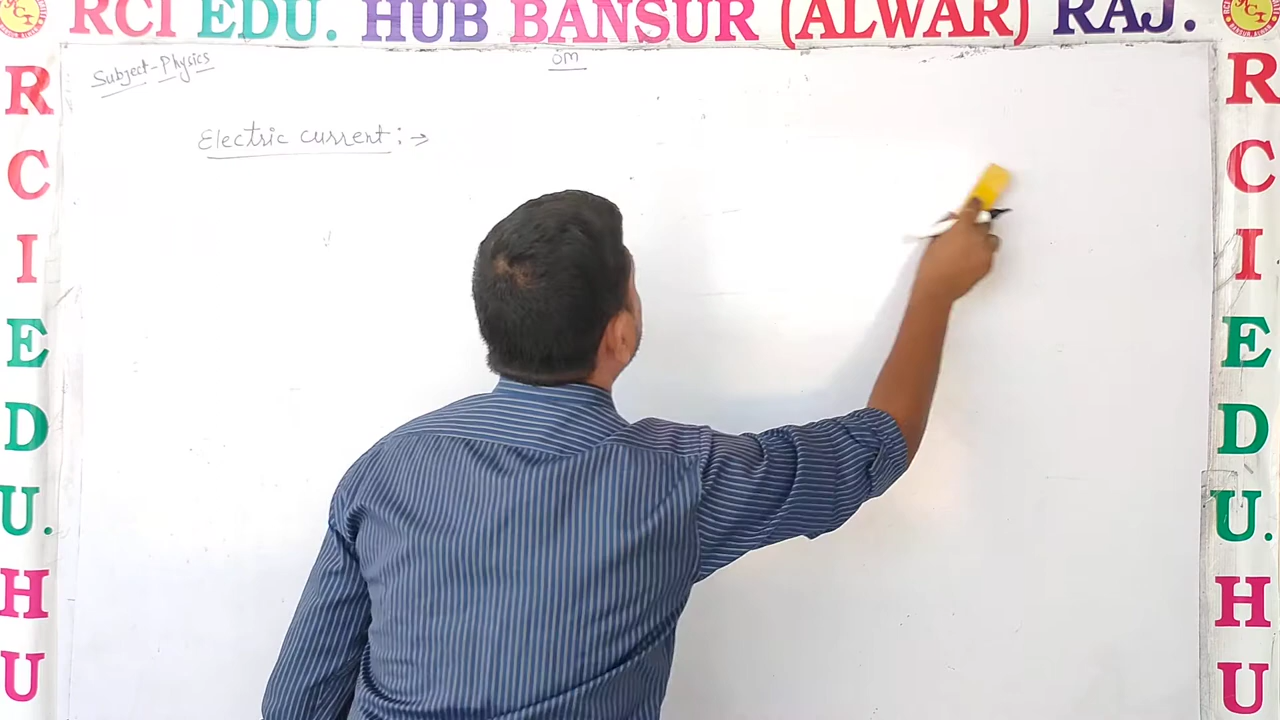 RCI EDU. HUB BANSUR (ALWAR) RAJ.
Subject-Physics
OM
Electric current :→
R
C
I
E
D
U.
H
U
R
C
I
E
D
U.
H
U